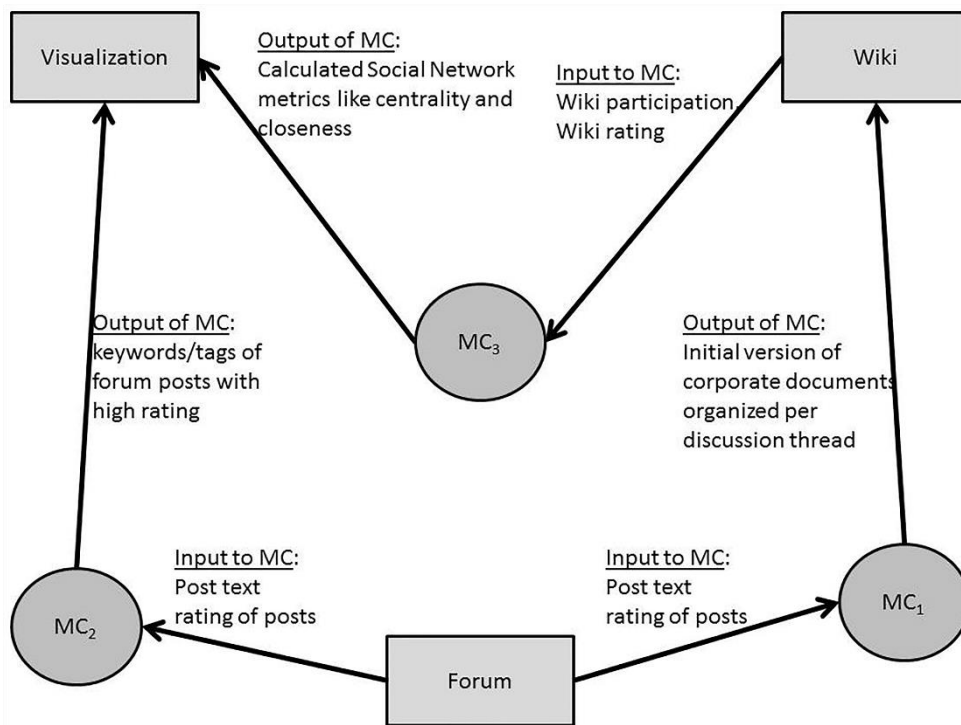 Visualization
Output of MC:
Calculated Social Network
metrics like centrality and
closeness
Input to MC:
Wiki participation,
Wiki rating
Wiki
Output of MC:
keywords/tags of
forum posts with
high rating
MC₃
Output of MC:
Initial version of
corporate documents
organized per
discussion thread
MC₂
Input to MC:
Post text
rating of posts
Input to MC:
Post text
rating of posts
MC₁
Forum